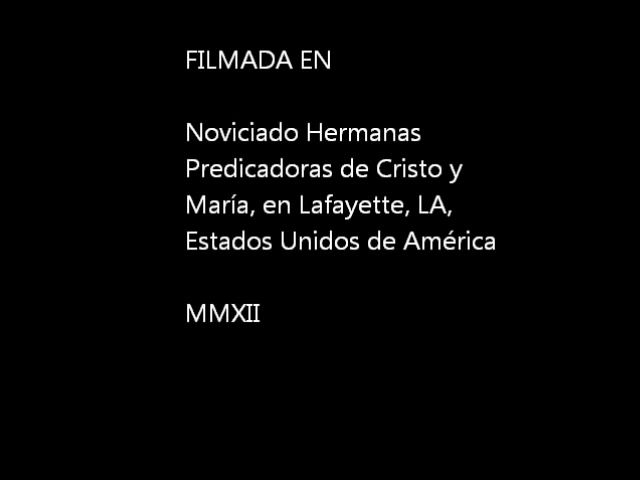 FILMADA EN
Noviciado Hermanas
Predicadoras de Cristo y
María, en Lafayette, LA,
Estados Unidos de América
MMXII